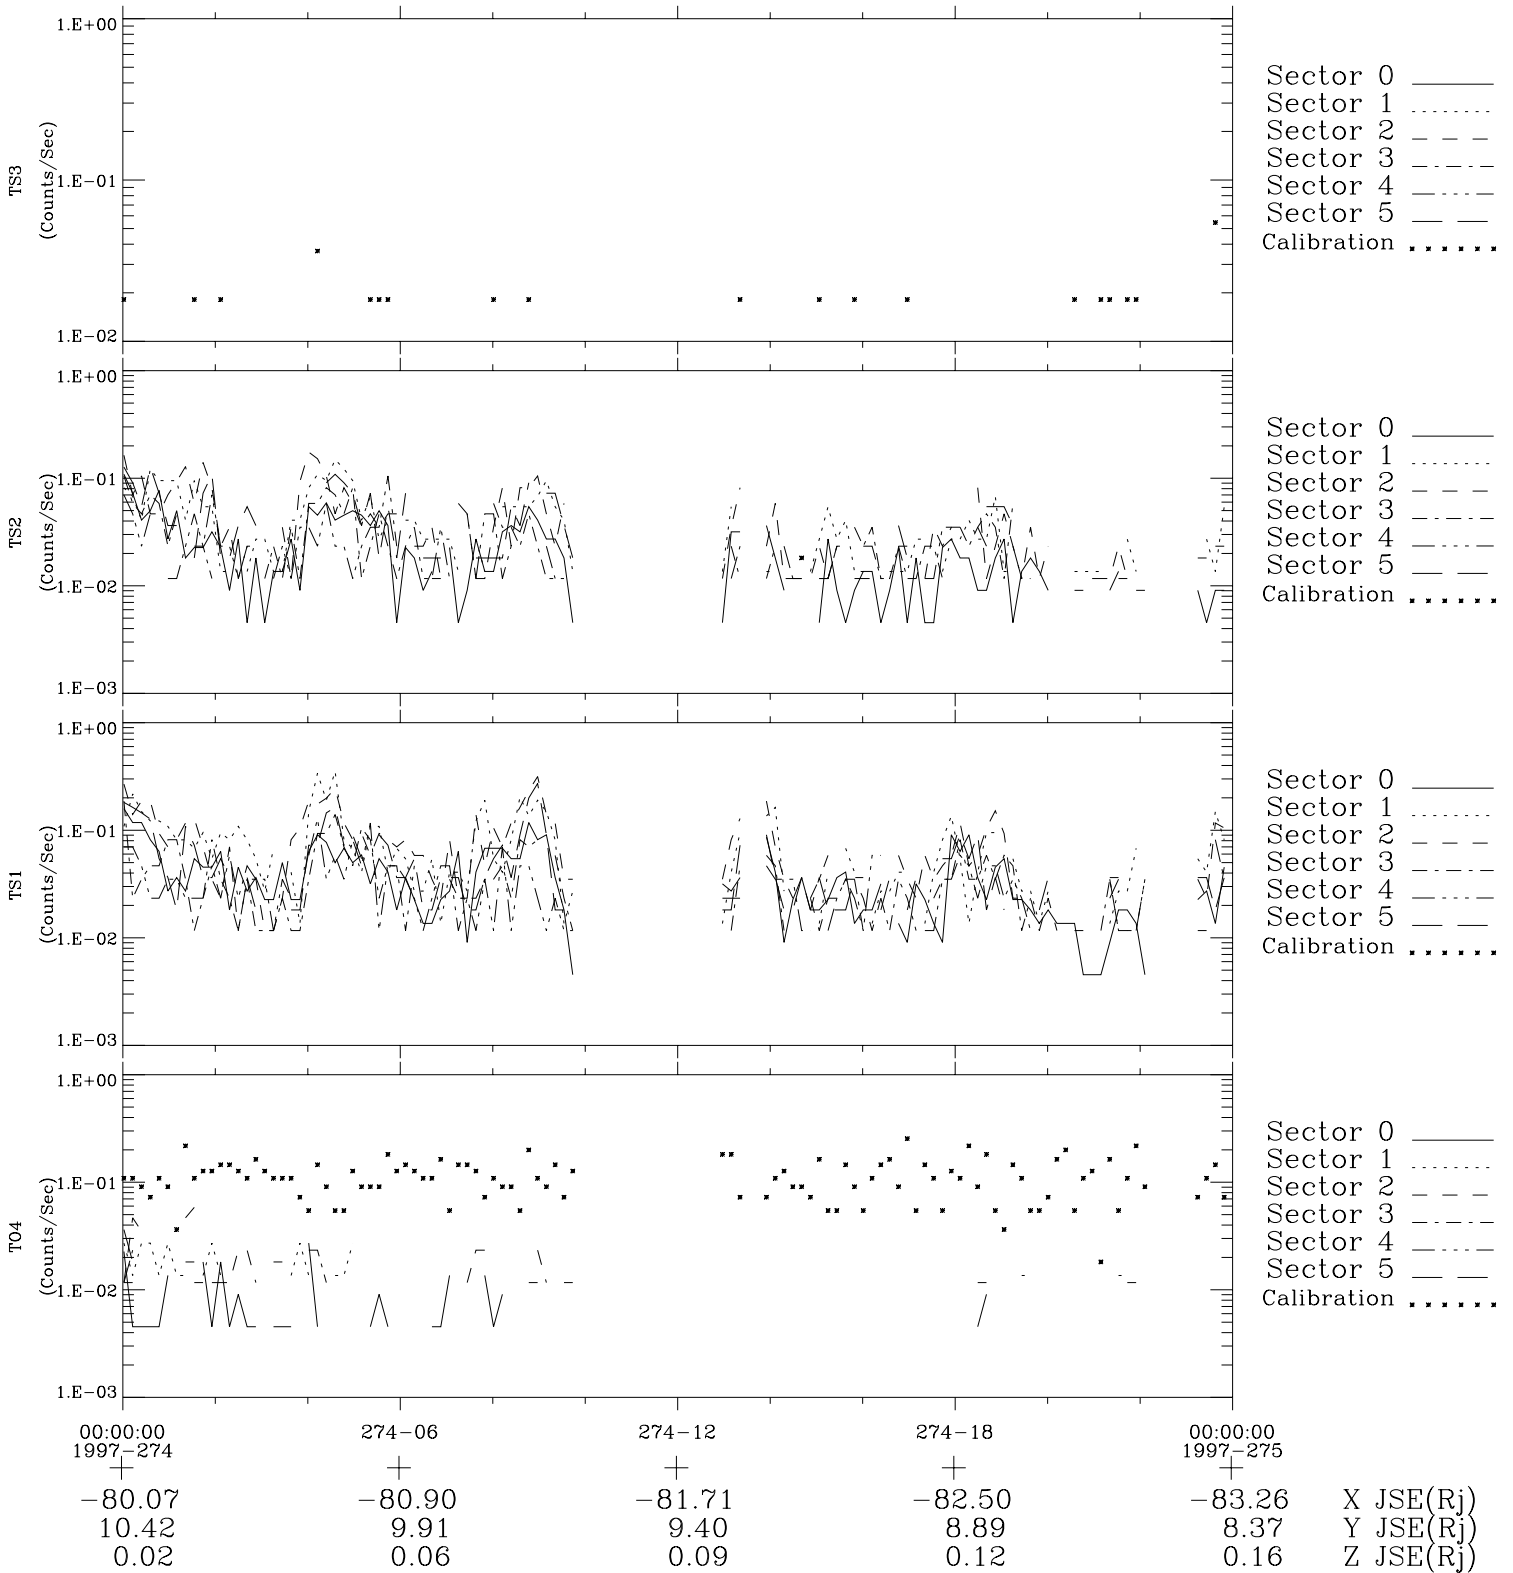 1.E+00
TS3
(Counts/Sec)
1.E-01
1.E-02
Sector 0
Sector 1
Sector 2
Sector 3
Sector 4
Sector 5
Calibration
1.E+00
TS2
(Counts/Sec)
1.E-01
1.E-02
1.E-03
Sector 0
Sector 1
Sector 2
Sector 3
Sector 4
Sector 5
Calibration
1.E+00
TS1
(Counts/Sec)
1.E-01
1.E-02
1.E-03
Sector 0
Sector 1
Sector 2
Sector 3
Sector 4
Sector 5
Calibration
1.E+00
TO4
(Counts/Sec)
1.E-01
1.E-02
1.E-03
Sector 0
Sector 1
Sector 2
Sector 3
Sector 4
Sector 5
Calibration
00:00:00 274-06 274-12 274-18 00:00:00
1997-274 1997-275
-80.07 -80.90 -81.71 -82.50 -83.26 X JSE(Rj)
10.42 9.91 9.40 8.89 8.37 Y JSE(Rj)
0.02 0.06 0.09 0.12 0.16 Z JSE(Rj)